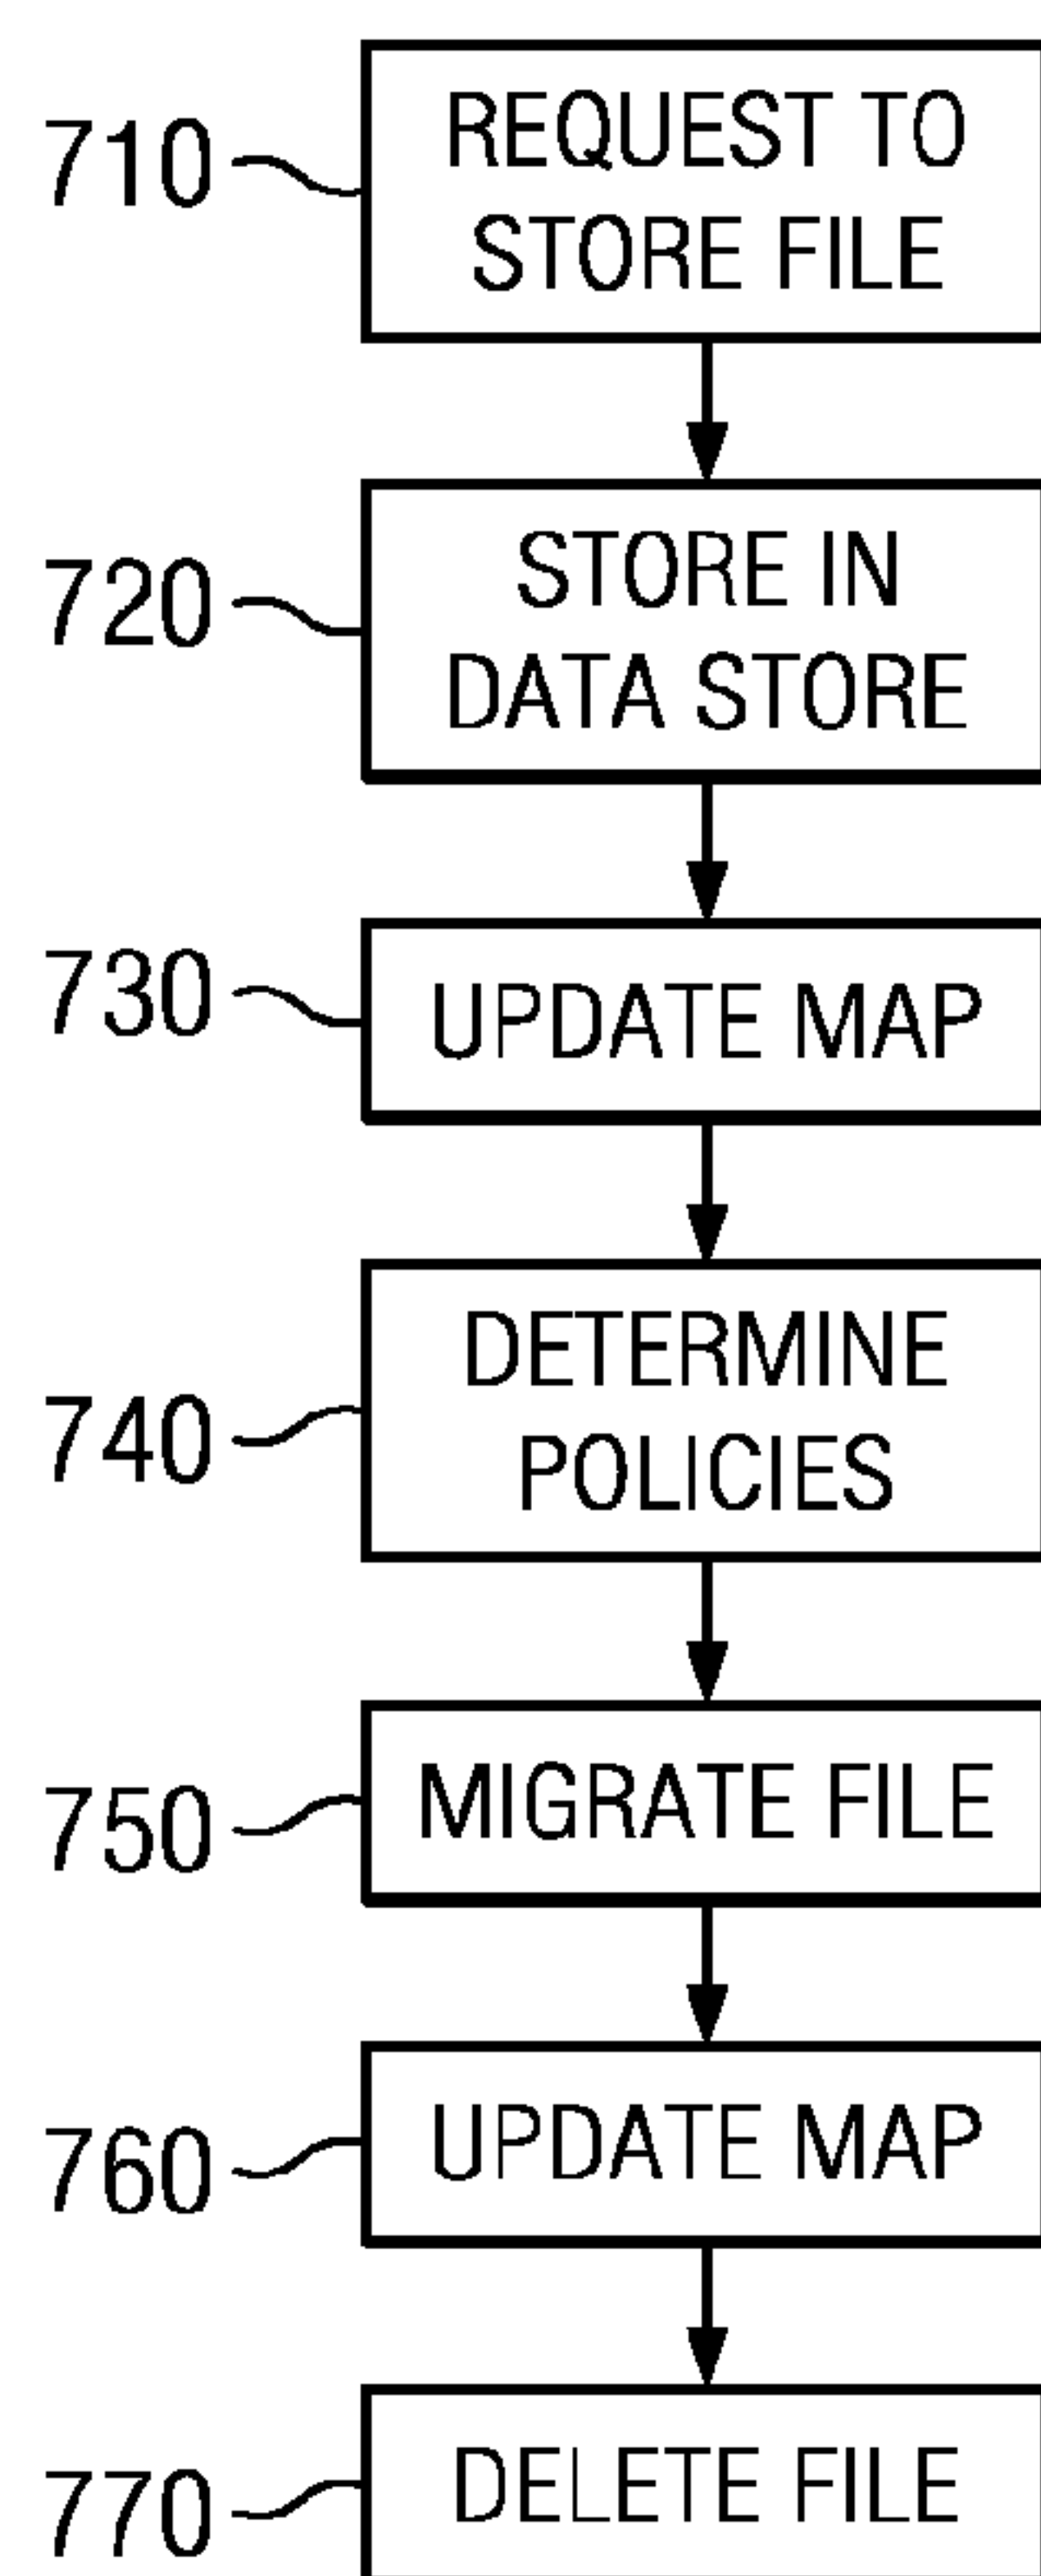 710
REQUEST TO
STORE FILE
720
STORE IN
DATA STORE
730
UPDATE MAP
740
DETERMINE
POLICIES
750
MIGRATE FILE
760
UPDATE MAP
770
DELETE FILE